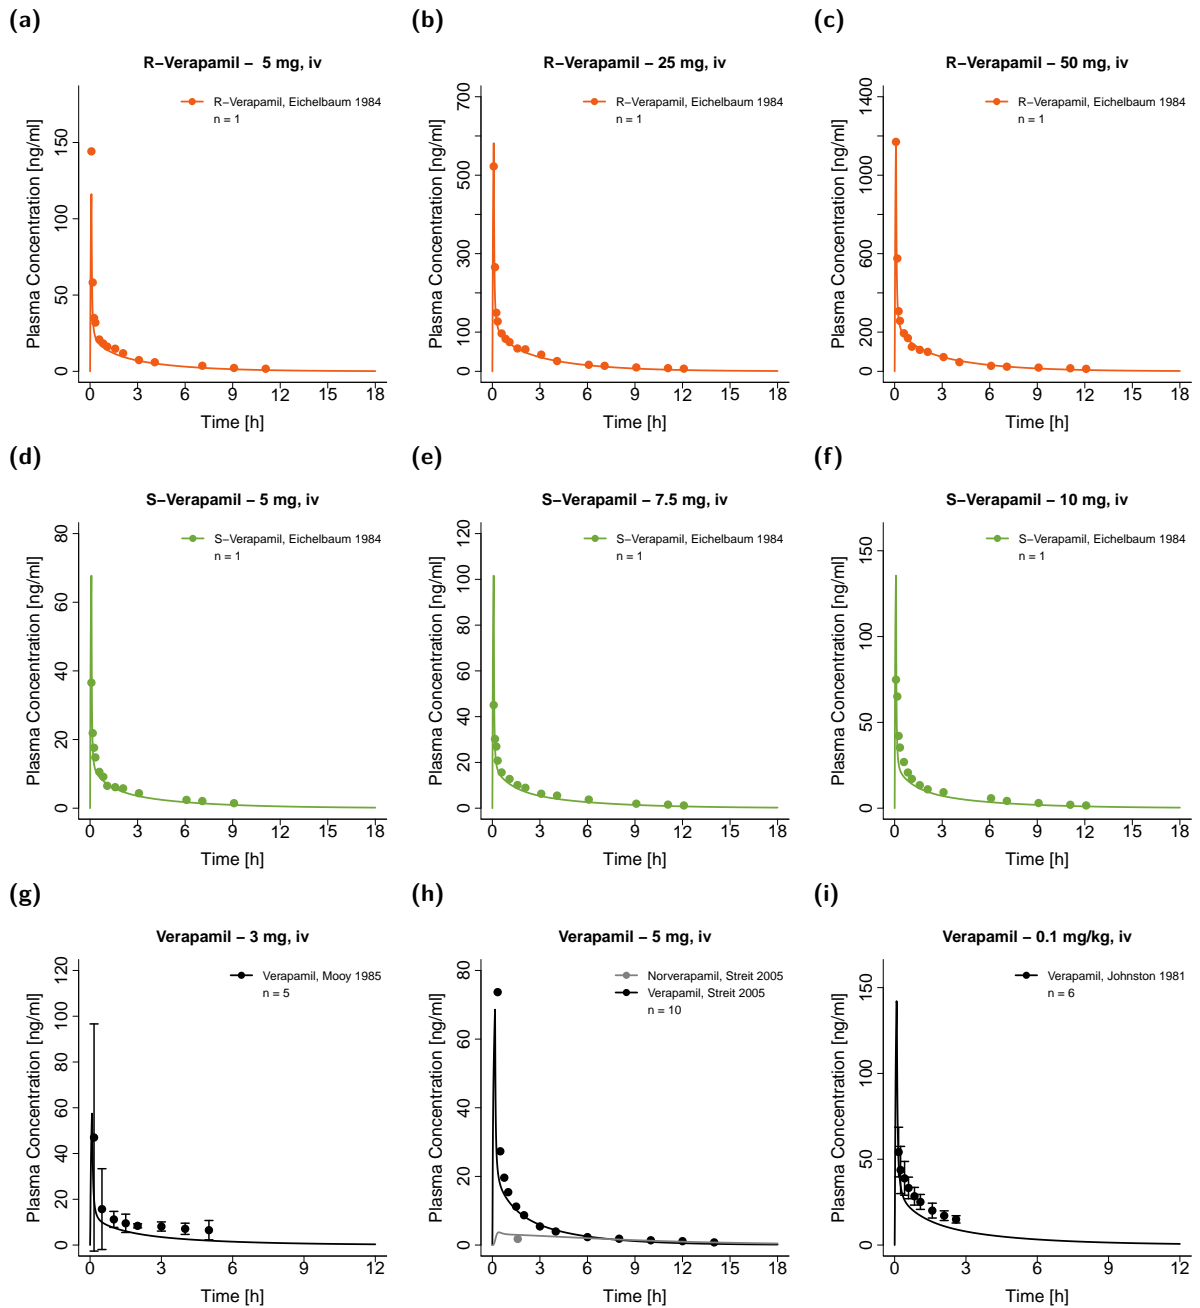 (a)
R−Verapamil − 5 mg, iv
R−Verapamil, Eichelbaum 1984
n = 1
Plasma Concentration [ng/ml]
150
100
50
0
0 3 6 9 12 18
Time [h]
(b)
R−Verapamil − 25 mg, iv
R−Verapamil, Eichelbaum 1984
n = 1
Plasma Concentration [ng/ml]
700
500
300
100
0
0 3 6 9 12 18
Time [h]
(c)
R−Verapamil − 50 mg, iv
R−Verapamil, Eichelbaum 1984
n = 1
Plasma Concentration [ng/ml]
1400
1000
600
200
0
0 3 6 9 12 18
Time [h]
(d)
S−Verapamil − 5 mg, iv
S−Verapamil, Eichelbaum 1984
n = 1
Plasma Concentration [ng/ml]
80
60
40
20
0
0 3 6 9 12 18
Time [h]
(e)
S−Verapamil − 7.5 mg, iv
S−Verapamil, Eichelbaum 1984
n = 1
Plasma Concentration [ng/ml]
120
100
80
60
40
20
0
0 3 6 9 12 18
Time [h]
(f)
S−Verapamil − 10 mg, iv
S−Verapamil, Eichelbaum 1984
n = 1
Plasma Concentration [ng/ml]
150
100
50
0
0 3 6 9 12 18
Time [h]
(g)
Verapamil − 3 mg, iv
Verapamil, Mooy 1985
n = 5
Plasma Concentration [ng/ml]
120
100
80
60
40
20
0
0 3 6 9 12
Time [h]
(h)
Verapamil − 5 mg, iv
Norverapamil, Streit 2005
Verapamil, Streit 2005
n = 10
Plasma Concentration [ng/ml]
80
60
40
20
0
0 3 6 9 12 18
Time [h]
(i)
Verapamil − 0.1 mg/kg, iv
Verapamil, Johnston 1981
n = 6
Plasma Concentration [ng/ml]
150
100
50
0
0 3 6 9 12
Time [h]